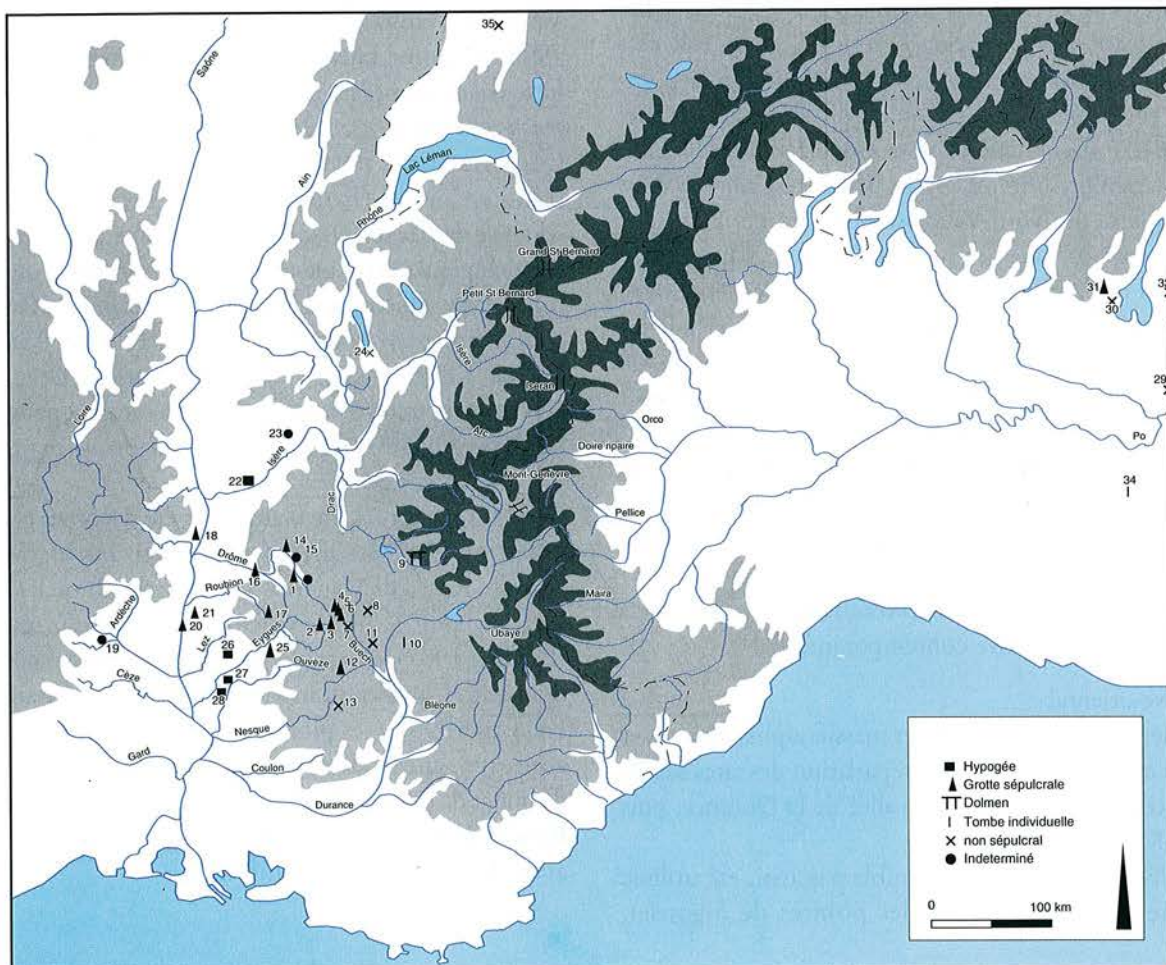 35
Saône
Ain
Lac Léman
Rhône
Grand St Bernard
Petit St Bernard
31
30
24
Isère
Iseran
29
Loire
Arc
Orco
Po
23
Isère
Doire ripaire
22
Mont-Genèvre
34
Drac
Pellice
18
14
15
Drôme
9
16
1
Roubion
Maira
Ardèche
21
17
4
5
6
8
20
2
3
7
19
Lez
Eygues
11
10
Ubaye
26
25
Buech
Cèze
Ouvèze
12
27
28
13
Bléone
Nesque
Gard
Coulon
Durance
Hypogée
Grotte sépulcrale
Dolmen
Tombe individuelle
non sépulcral
Indeterminé
0 100 km